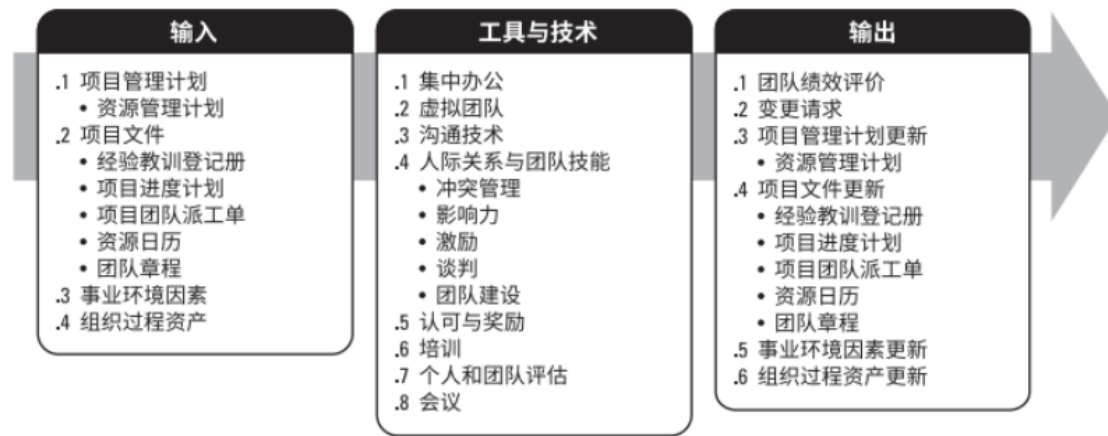 输入
.1 项目管理计划
• 资源管理计划
.2 项目文件
• 经验教训登记册
• 项目进度计划
• 项目团队派工单
• 资源日历
• 团队章程
.3 事业环境因素
.4 组织过程资产
工具与技术
.1 集中办公
.2 虚拟团队
.3 沟通技术
.4 人际关系与团队技能
• 冲突管理
• 影响力
• 激励
• 谈判
• 团队建设
.5 认可与奖励
.6 培训
.7 个人和团队评估
.8 会议
输出
.1 团队绩效评价
.2 变更请求
.3 项目管理计划更新
• 资源管理计划
.4 项目文件更新
• 经验教训登记册
• 项目进度计划
• 项目团队派工单
• 资源日历
• 团队章程
.5 事业环境因素更新
.6 组织过程资产更新